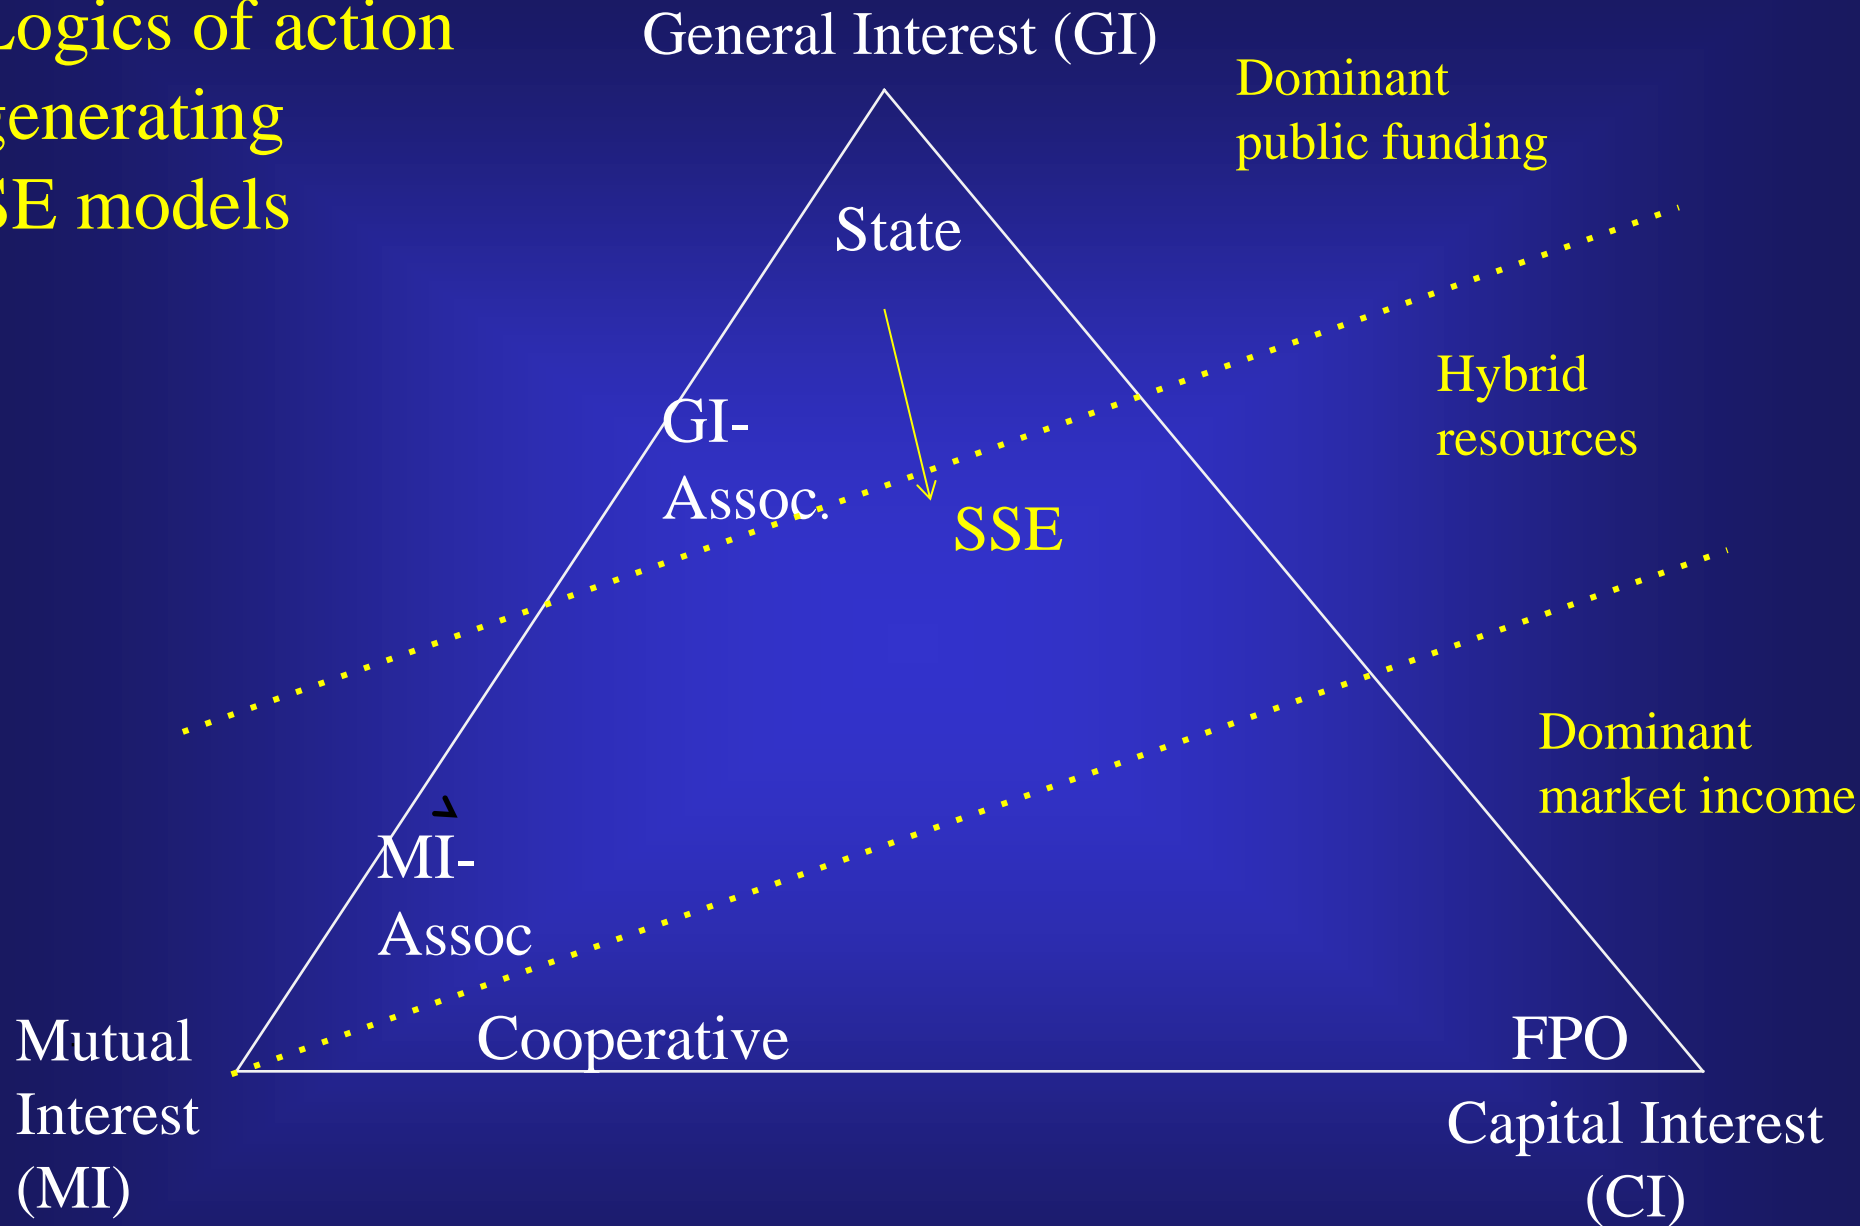 Logics of action
generating
SE models
General Interest (GI)
Dominant
public funding
State
Hybrid
resources
GI-
Assoc.
SSE
Dominant
market income
MI-
Assoc
Cooperative
FPO
Mutual
Interest
(MI)
Capital Interest
(CI)